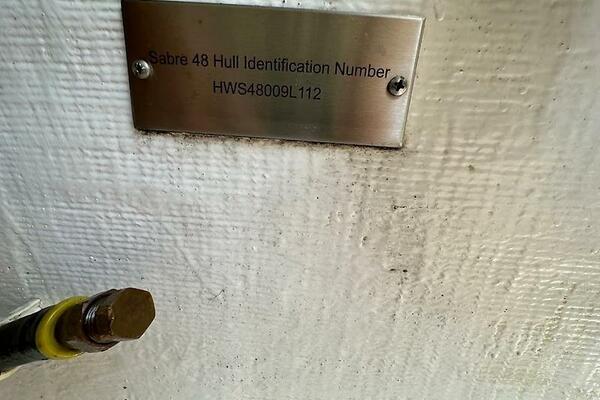 Sabre 48 Hull Identification Number
HWS48009L112